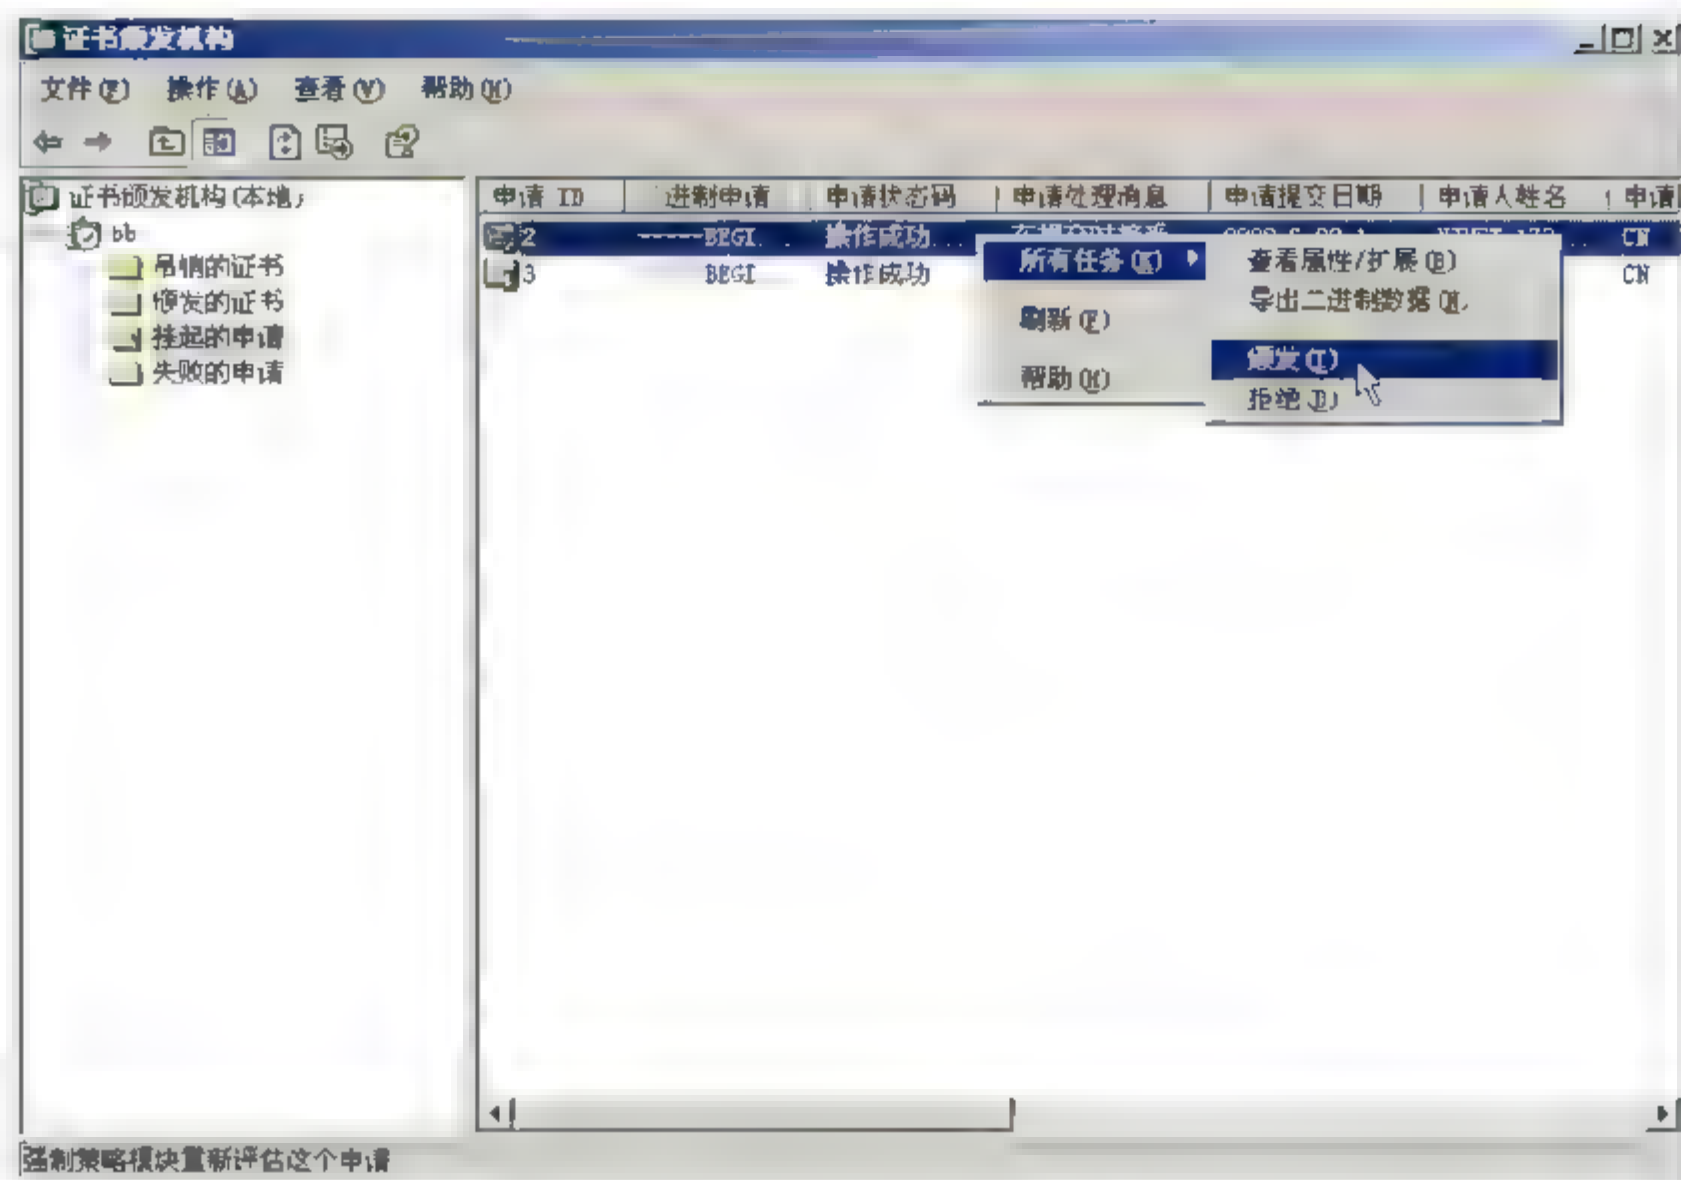 证书颁发机构
文件(F) 操作(A) 查看(V) 帮助(H)
证书颁发机构(本地)
bb
吊销的证书
颁发的证书
挂起的申请
失败的申请
申请 ID 进制申请 申请状态码 申请处理消息 申请提交日期 申请人姓名 申请
2 -----BEGI... 操作成功... CN
3 BEGI 操作成功 CN
所有任务(K)
刷新(F)
帮助(H)
查看属性/扩展(B)
导出二进制数据(N)
颁发(I)
拒绝(D)
强制策略模块重新评估这个申请